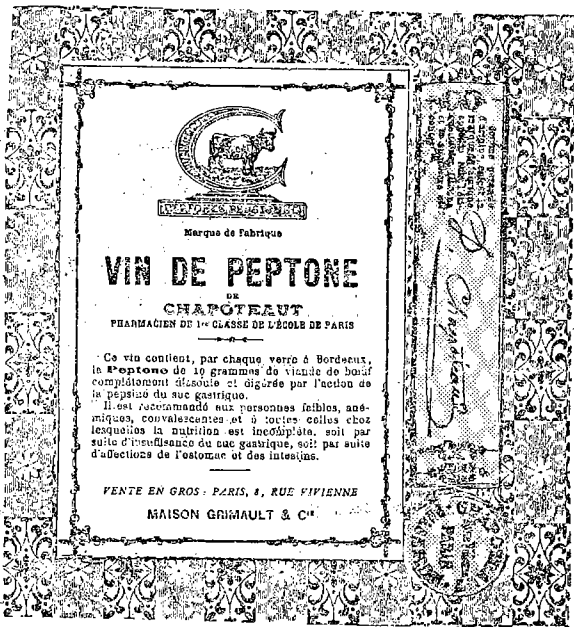 Marque de Fabrique
VIN DE PEPTONE
DE
CHAPOTEAUT
PHARMACIEN DE 1re CLASSE DE L'ÉCOLE DE PARIS
Ce vin contient, par chaque verre à Bordeaux,
la Peptone de 10 grammes de viande de bœuf
complètement dissoute et digérée par l'action de
la pepsine du suc gastrique.
Il est recommandé aux personnes faibles, ané-
miques, convalescentes et à toutes celles chez
lesquelles la nutrition est incomplète, soit par
suite d'insuffisance du suc gastrique, soit par suite
d'affections de l'estomac et des intestins.
VENTE EN GROS : PARIS, 8, RUE VIVIENNE
MAISON GRIMAULT & Cie
Chapoteaut